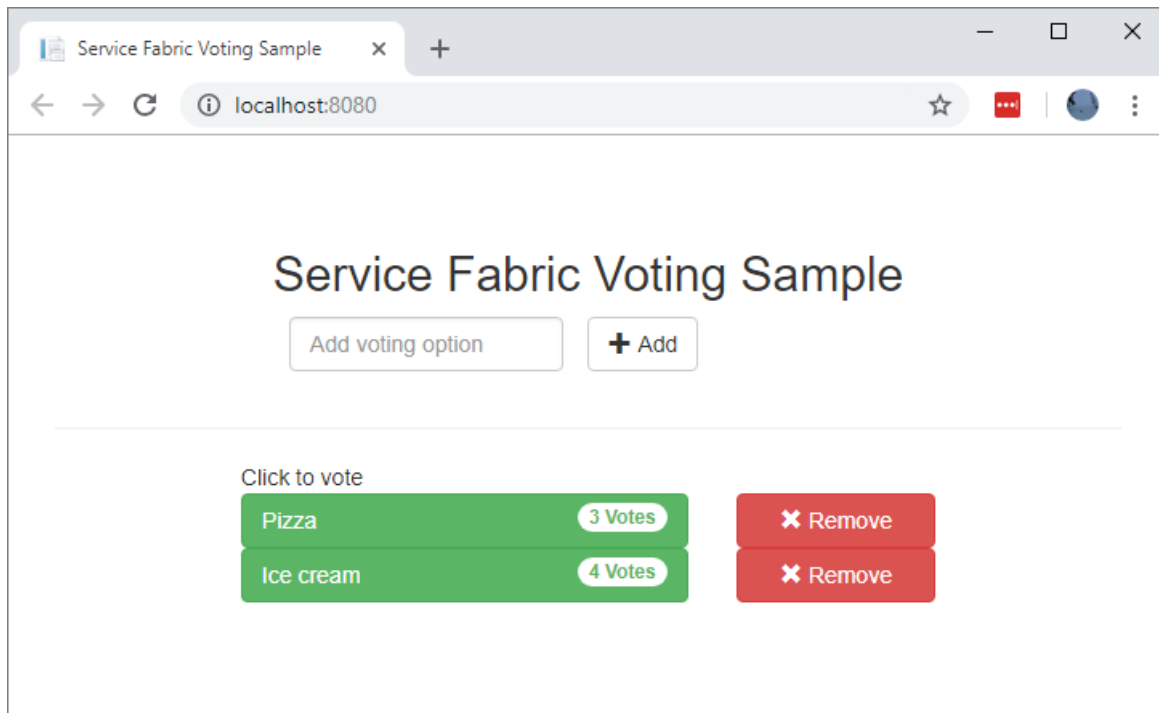 Service Fabric Voting Sample
localhost:8080
Service Fabric Voting Sample
Add voting option
Add
Click to vote
Pizza 3 Votes Remove
Ice cream 4 Votes Remove